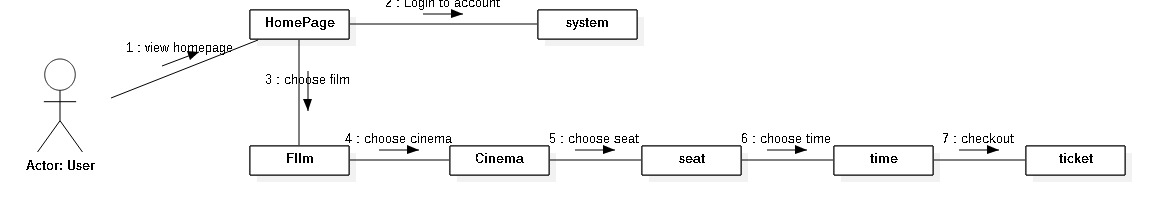 2 : Login to account
HomePage
system
1 : view homepage
3 : choose film
4 : choose cinema
5 : choose seat
6 : choose time
7 : checkout
FIlm
Cinema
seat
time
ticket
Actor: User